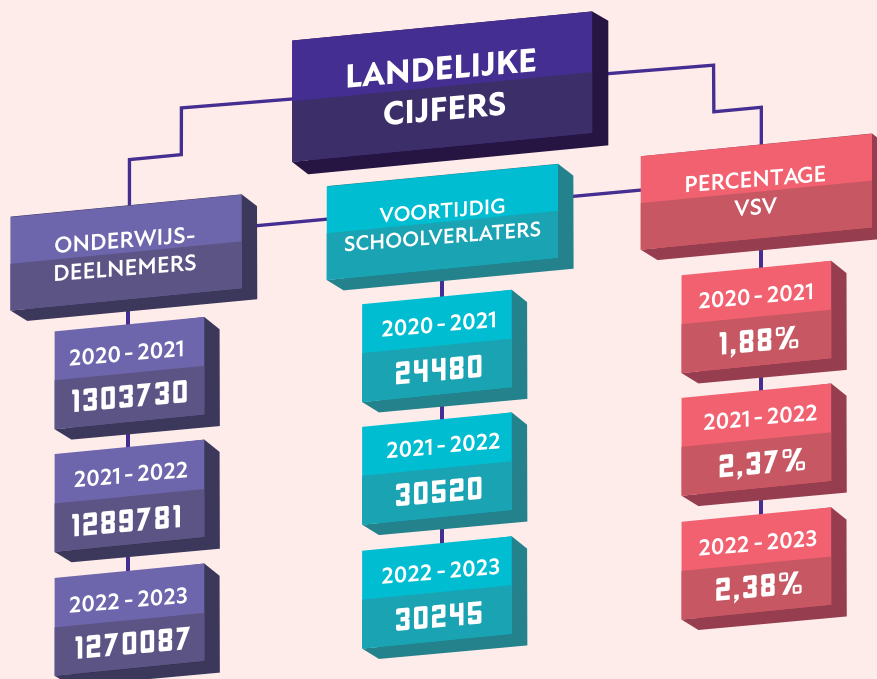 LANDELIJKE
CIJFERS
ONDERWIJS-
DEELNEMERS
2020 - 2021
1303730
2021 - 2022
1289781
2022 - 2023
1270087
VOORTIJDIG
SCHOOLVERLATERS
2020 - 2021
24480
2021 - 2022
30520
2022 - 2023
30245
PERCENTAGE
VSV
2020 - 2021
1,88%
2021 - 2022
2,37%
2022 - 2023
2,38%